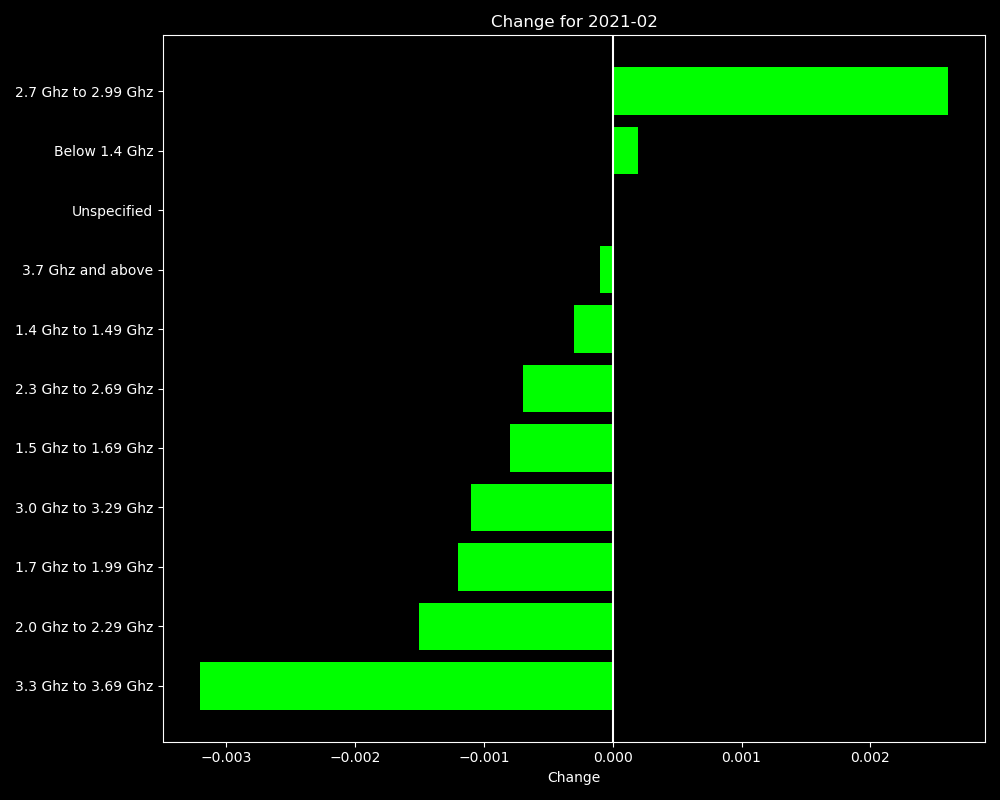 Change for 2021-02
2.7 Ghz to 2.99 Ghz
Below 1.4 Ghz
Unspecified
3.7 Ghz and above
1.4 Ghz to 1.49 Ghz
2.3 Ghz to 2.69 Ghz
1.5 Ghz to 1.69 Ghz
3.0 Ghz to 3.29 Ghz
1.7 Ghz to 1.99 Ghz
2.0 Ghz to 2.29 Ghz
3.3 Ghz to 3.69 Ghz
−0.003 −0.002 −0.001 0.000 0.001 0.002
Change